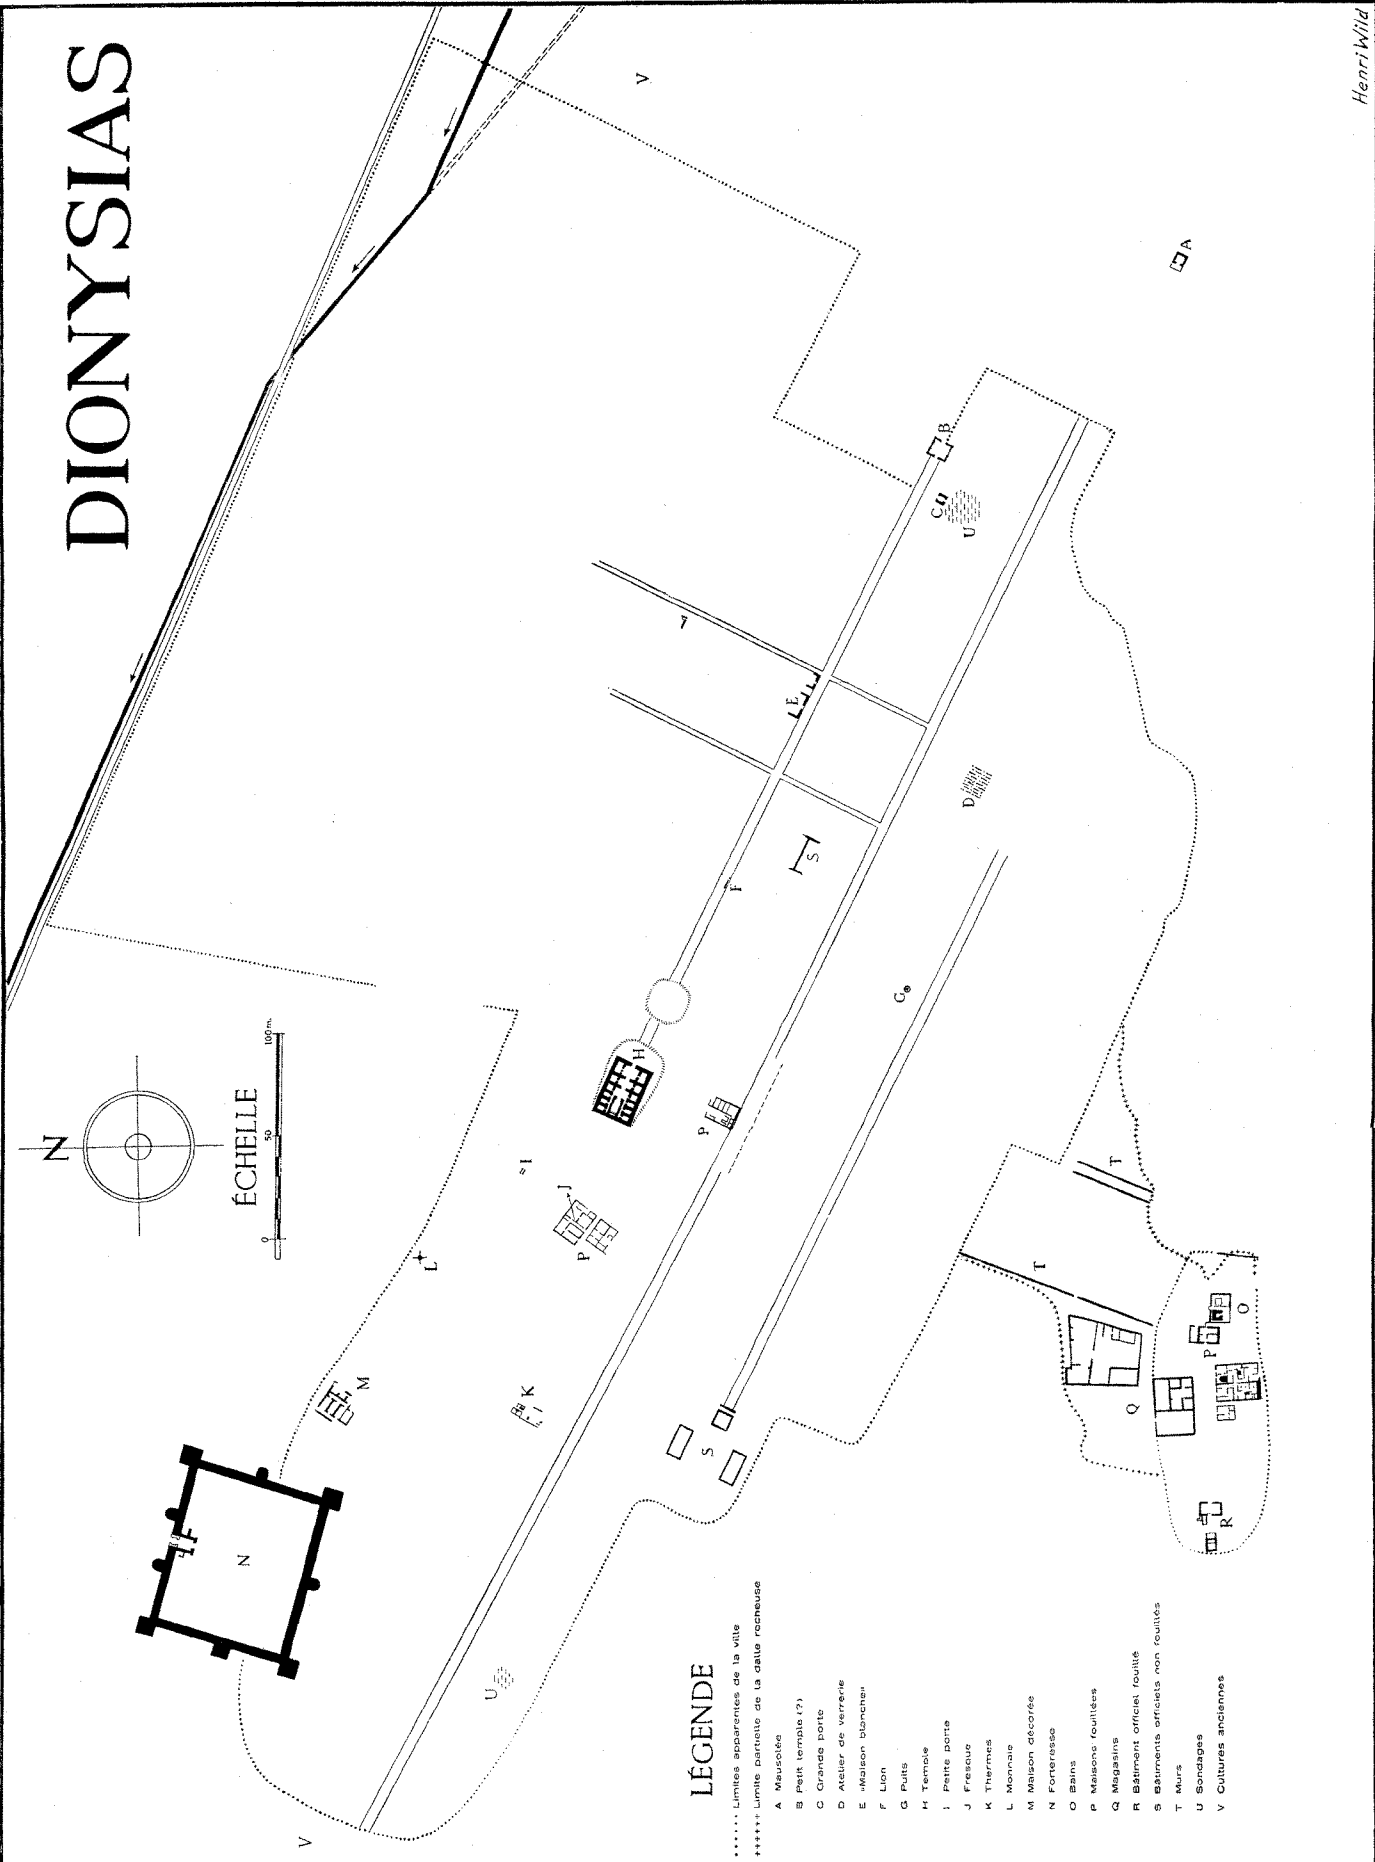 DIONYSIAS
N
ÉCHELLE
0 50 100 m.
V
A
B
C
U
E
D
S
F
G
H
P
I
J
P
L
M
K
N
S
T
T
O
P
Q
R
U
V
LÉGENDE
····· Limites apparentes de la ville
+++++ Limite partielle de la dalle rocheuse
A Mausolée
B Petit temple (?)
C Grande porte
D Atelier de verrerie
E «Maison blanche»
F Lion
G Puits
H Temple
I Petite porte
J Fresque
K Thermes
L Monnaie
M Maison décorée
N Forteresse
O Bains
P Maisons fouillées
Q Magasins
R Bâtiment officiel fouillé
S Bâtiments officiels non fouillés
T Murs
U Sondages
V Cultures anciennes
Henri Wild